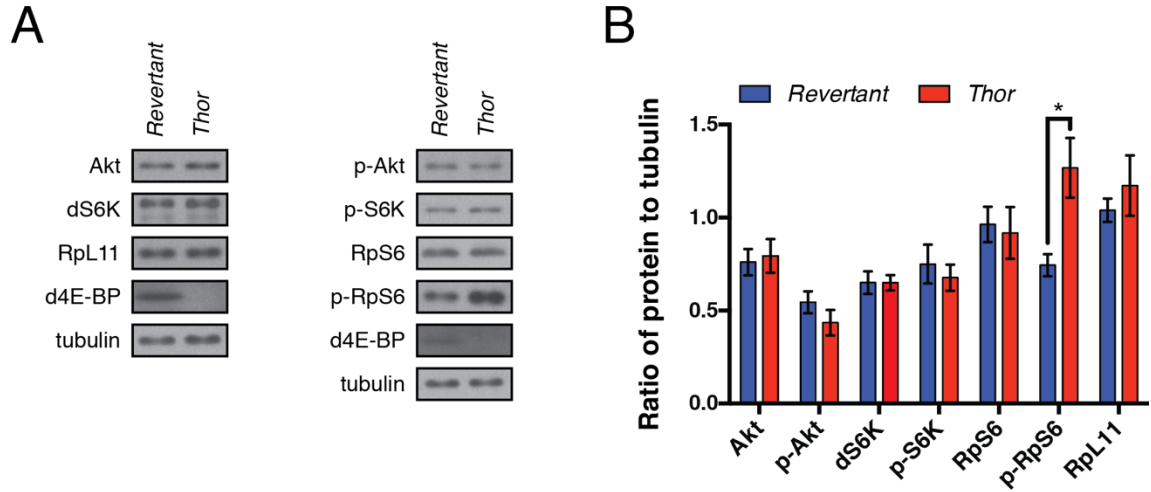 A
Revertant
Thor
Akt
dS6K
RpL11
d4E-BP
tubulin
Revertant
Thor
p-Akt
p-S6K
RpS6
p-RpS6
d4E-BP
tubulin
B
Revertant Thor
*
Ratio of protein to tubulin
1.5
1.0
0.5
0.0
Akt
p-Akt
dS6K
p-S6K
RpS6
p-RpS6
RpL11